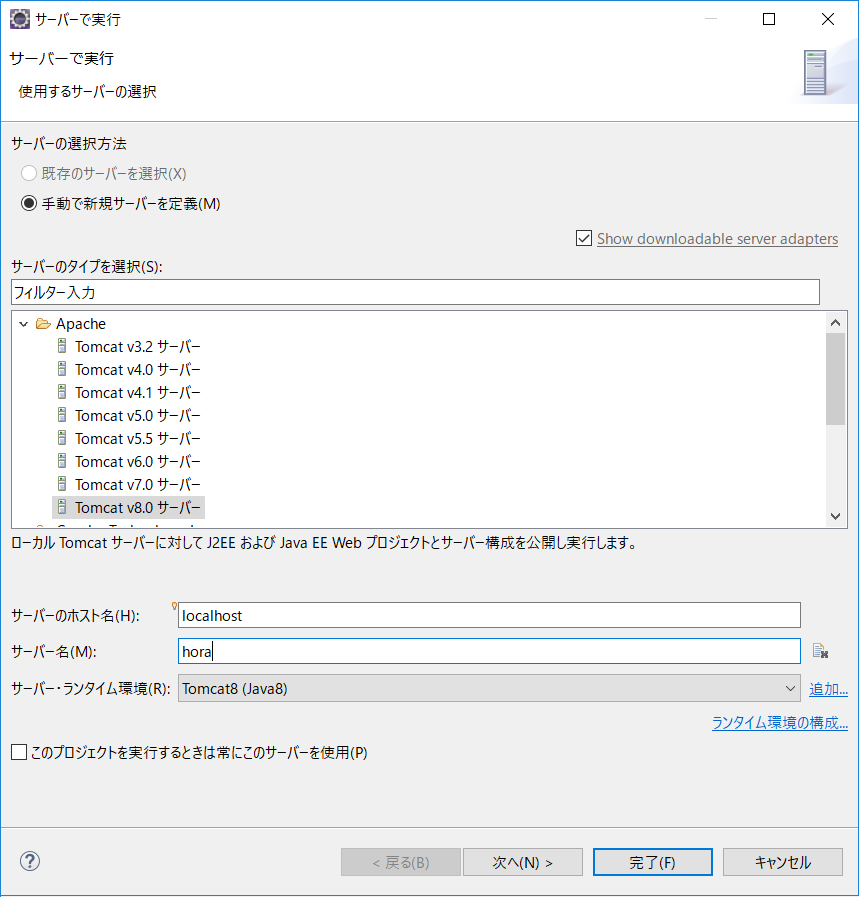 サーバーで実行
サーバーで実行
使用するサーバーの選択
サーバーの選択方法
既存のサーバーを選択(X)
手動で新規サーバーを定義(M)
Show downloadable server adapters
サーバーのタイプを選択(S):
フィルター入力
Apache
Tomcat v3.2 サーバー
Tomcat v4.0 サーバー
Tomcat v4.1 サーバー
Tomcat v5.0 サーバー
Tomcat v5.5 サーバー
Tomcat v6.0 サーバー
Tomcat v7.0 サーバー
Tomcat v8.0 サーバー
ローカル Tomcat サーバーに対して J2EE および Java EE Web プロジェクトとサーバー構成を公開し実行します。
サーバーのホスト名(H): localhost
サーバー名(M): hora
サーバー・ランタイム環境(R): Tomcat8 (Java8) 追加...
ランタイム環境の構成...
このプロジェクトを実行するときは常にこのサーバーを使用(P)
? < 戻る(B) 次へ(N) > 完了(F) キャンセル